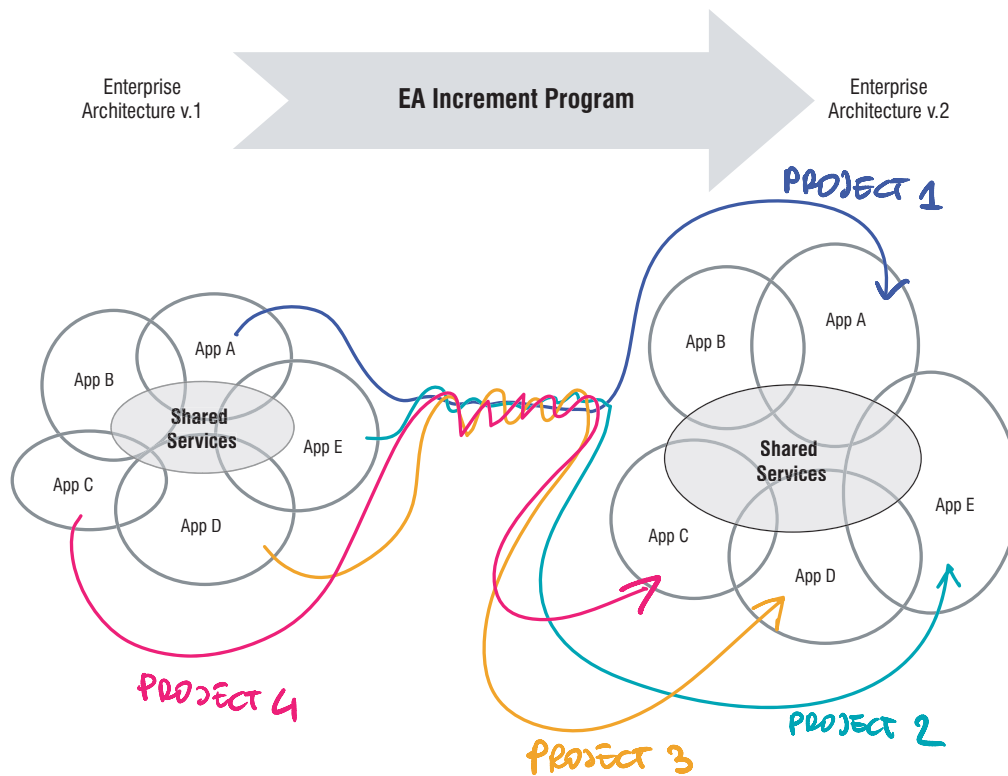 Enterprise
Architecture v.1
EA Increment Program
Enterprise
Architecture v.2
PROJECT 1
App A
App B
Shared
Services
App E
App C
App D
App A
App B
Shared
Services
App E
App C
App D
PROJECT 4
PROJECT 3
PROJECT 2